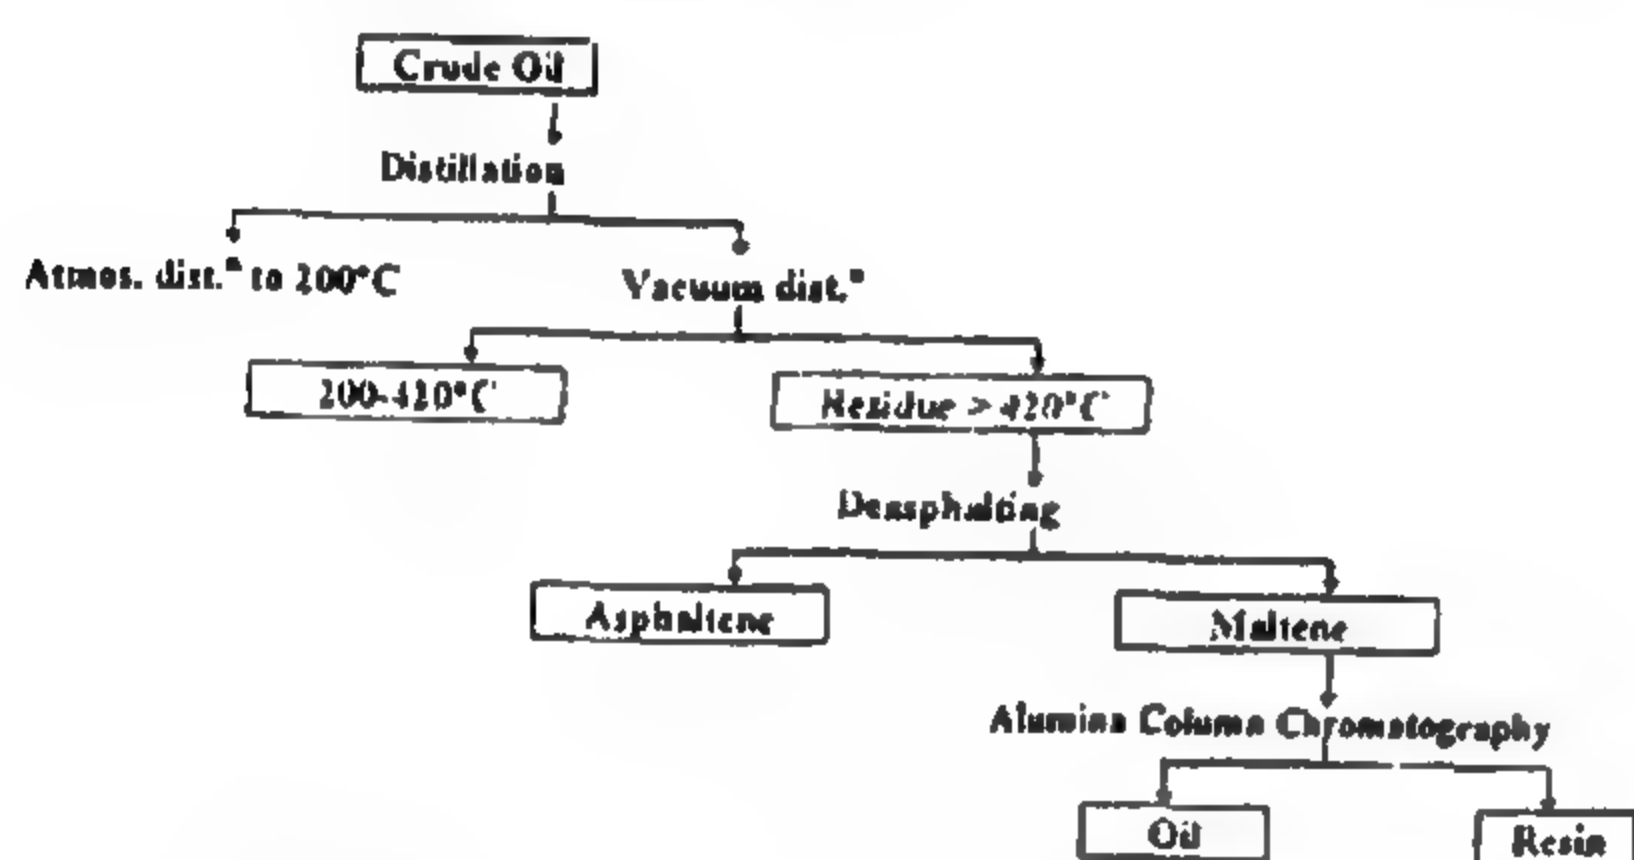 Crude Oil
Distillation
Atmos. dist.ⁿ to 200°C
Vacuum dist.ⁿ
200-420°C
Residue > 420°C
Deasphalting
Asphaltene
Maltene
Alumina Column Chromatography
Oil
Resin